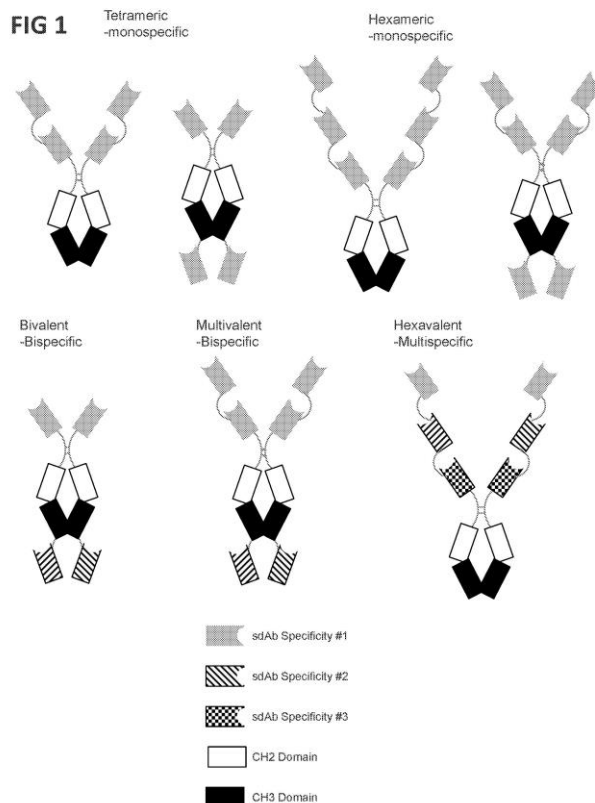 FIG 1
Tetrameric
-monospecific
Hexameric
-monospecific
Bivalent
-Bispecific
Multivalent
-Bispecific
Hexavalent
-Multispecific
sdAb Specificity #1
sdAb Specificity #2
sdAb Specificity #3
CH2 Domain
CH3 Domain